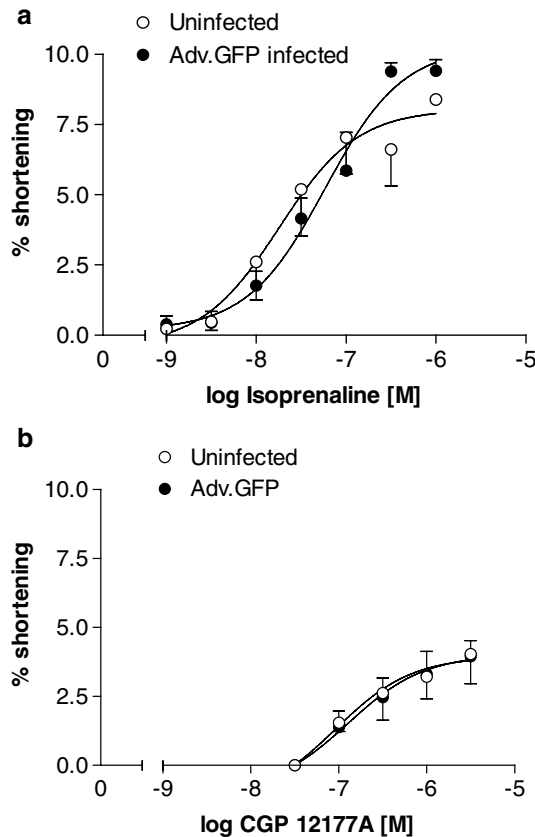 a
Uninfected
Adv.GFP infected
10.0
7.5
5.0
2.5
0.0
% shortening
0 -9 -8 -7 -6 -5
log Isoprenaline [M]
b
Uninfected
Adv.GFP
10.0
7.5
5.0
2.5
0.0
% shortening
0 -9 -8 -7 -6 -5
log CGP 12177A [M]